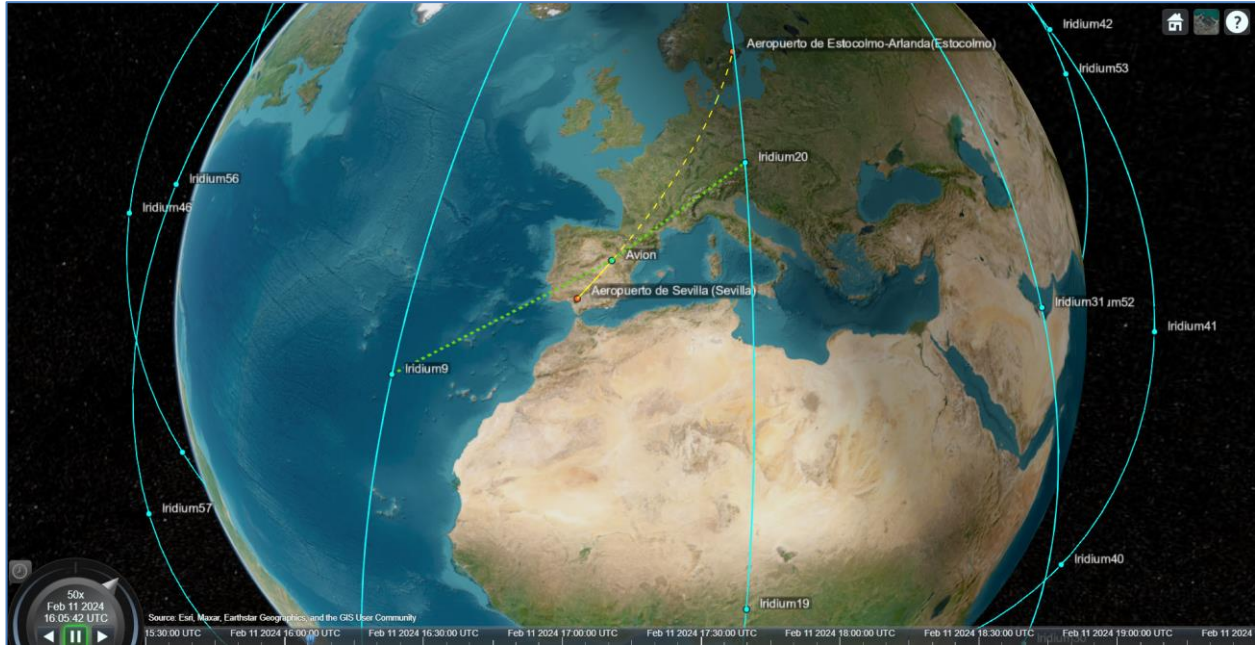 Iridium42
?
Aeropuerto de Estocolmo-Arlanda(Estocolmo)
Iridium53
Iridium20
Iridium56
Iridium46
Avion
Aeropuerto de Sevilla (Sevilla)
Iridium31
um52
Iridium41
Iridium9
Iridium57
Iridium40
Iridium19
50x
Feb 11 2024
16:05:42 UTC
Source: Esri, Maxar, Earthstar Geographics, and the GIS User Community
15:30:00 UTC Feb 11 2024 16:00:00 UTC Feb 11 2024 16:30:00 UTC Feb 11 2024 17:00:00 UTC Feb 11 2024 17:30:00 UTC Feb 11 2024 18:00:00 UTC Feb 11 2024 18:30:00 UTC Feb 11 2024 19:00:00 UTC Feb 11 2024